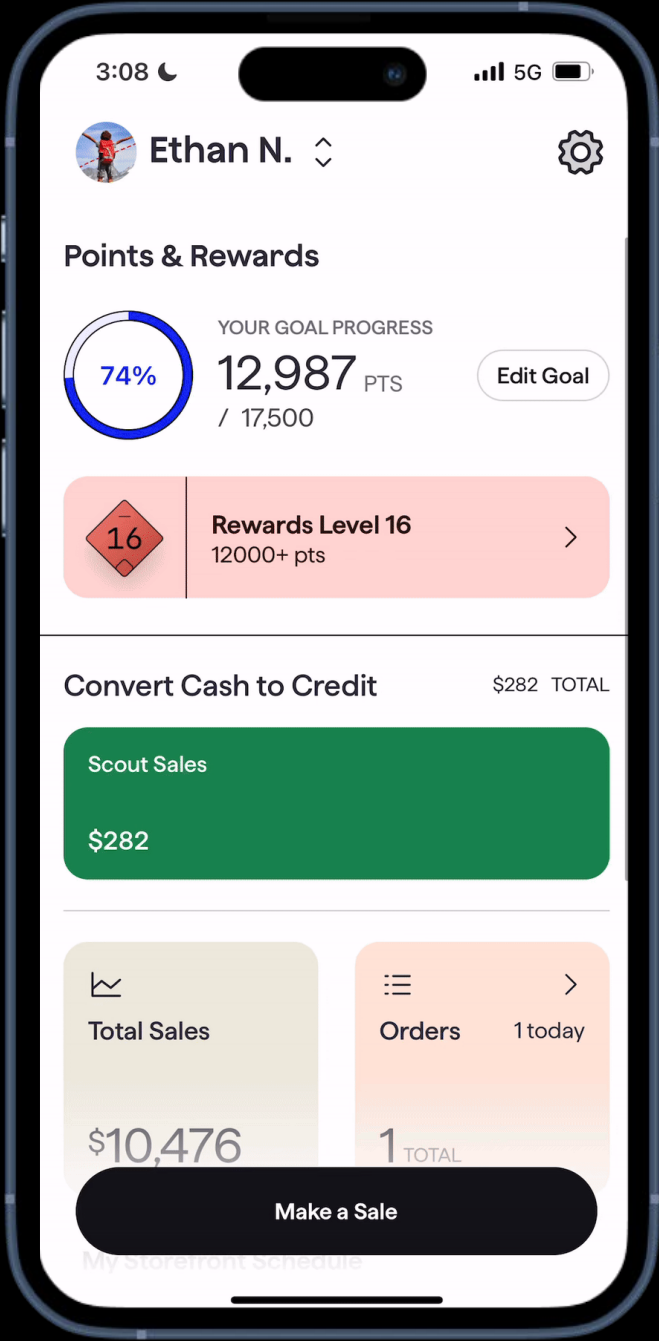 3:08 5G
Ethan N.
Points & Rewards
YOUR GOAL PROGRESS
74%
12,987 PTS
/ 17,500
Edit Goal
16
Rewards Level 16
12000+ pts
Convert Cash to Credit $282 TOTAL
Scout Sales
$282
Total Sales
$10,476
Orders 1 today
1 TOTAL
Make a Sale
My Storefront Schedule